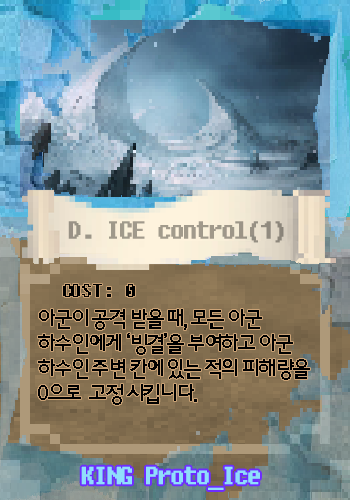 D. ICE control(1)
COST: 0
아군이 공격 받을 때, 모든 아군
하수인에게 '빙결'을 부여하고 아군
하수인 주변 칸에 있는 적의 피해량을
0으로 고정 시킵니다.
KING Proto_Ice